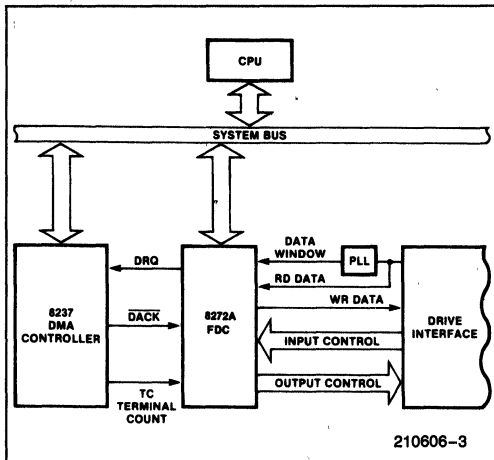 CPU
SYSTEM BUS
8237
DMA
CONTROLLER
DRQ
DACK
TC
TERMINAL
COUNT
8272A
FDC
DATA
WINDOW
PLL
RD DATA
WR DATA
INPUT CONTROL
OUTPUT CONTROL
DRIVE
INTERFACE
210606-3